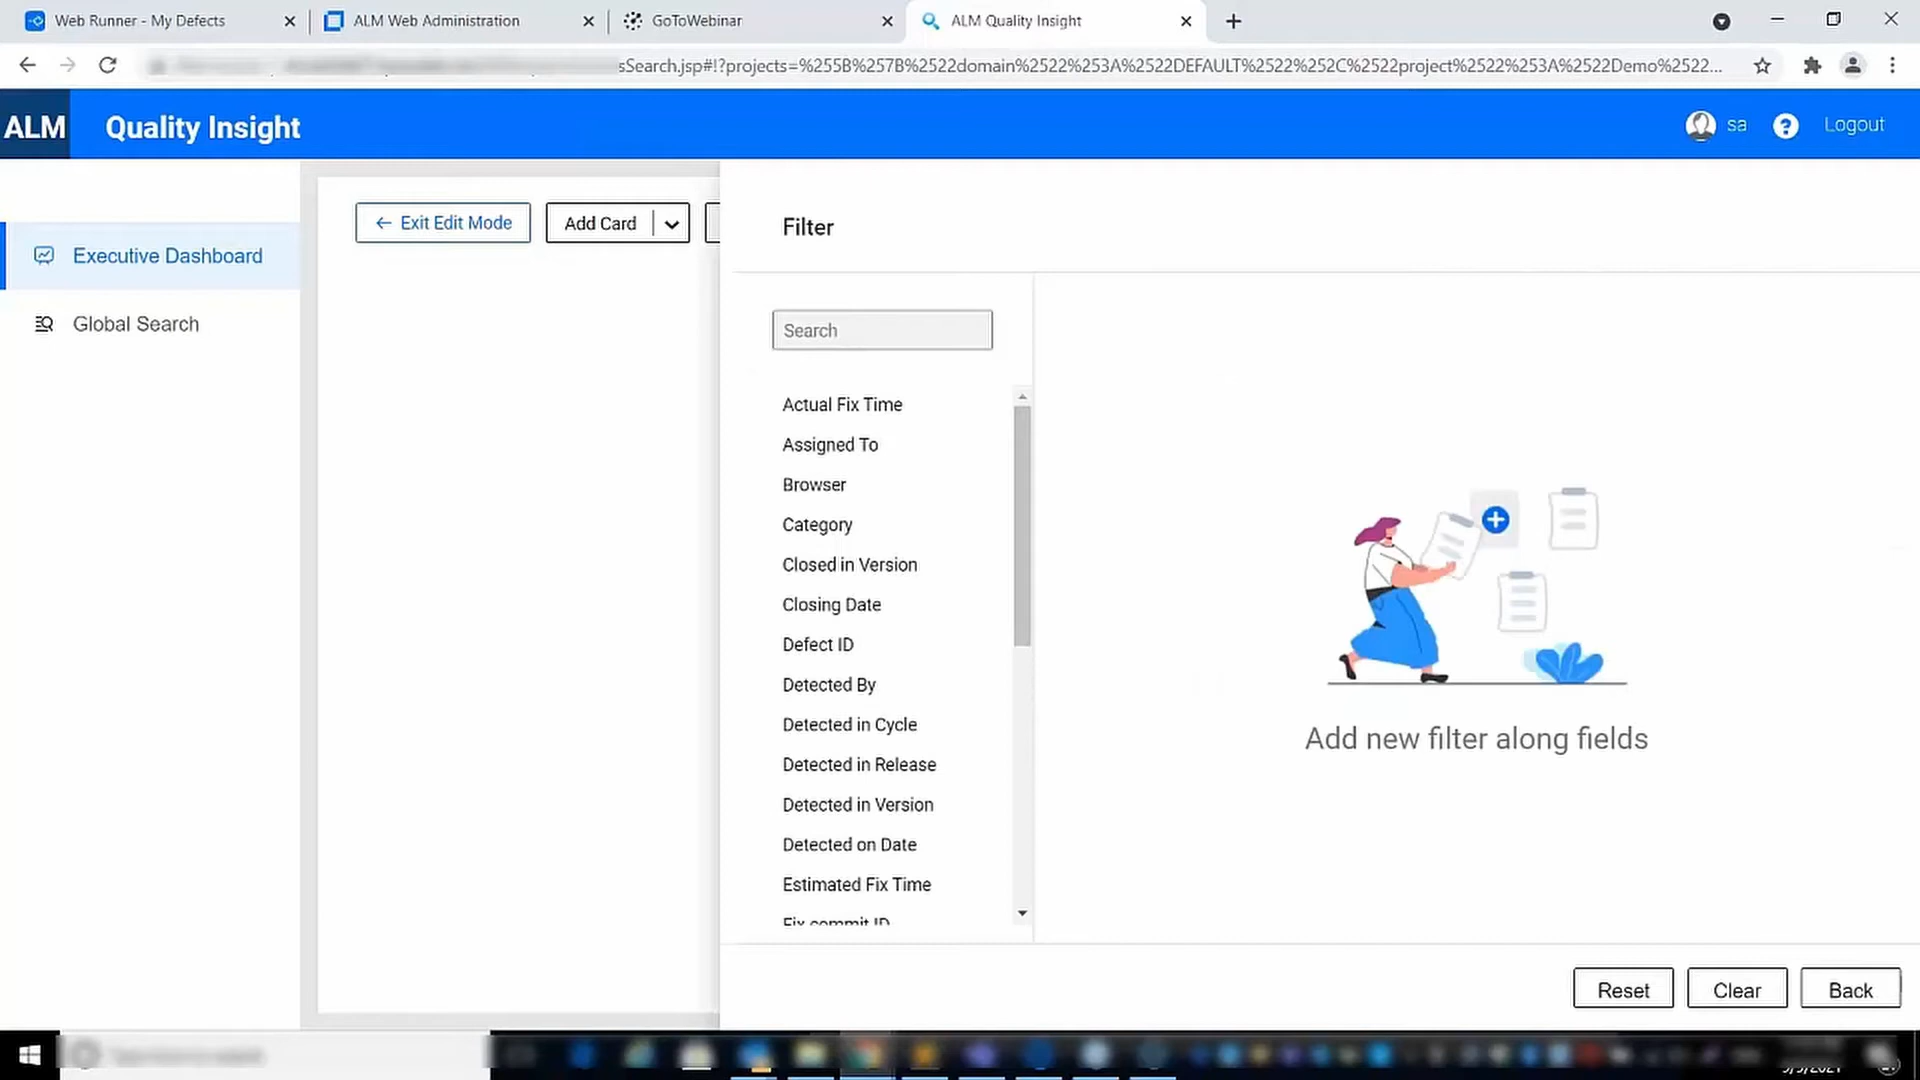 Web Runner - My Defects
ALM Web Administration
GoToWebinar
ALM Quality Insight
sSearch.jsp#!?projects=%255B%257B%2522domain%2522%253A%2522DEFAULT%2522%252C%2522project%2522%253A%2522Demo%2522...
ALM
Quality Insight
sa
?
Logout
Exit Edit Mode
Add Card
Filter
Executive Dashboard
Global Search
Search
Actual Fix Time
Assigned To
Browser
Category
Closed in Version
Closing Date
Defect ID
Detected By
Detected in Cycle
Detected in Release
Detected in Version
Detected on Date
Estimated Fix Time
Fix commit ID
Add new filter along fields
Reset
Clear
Back